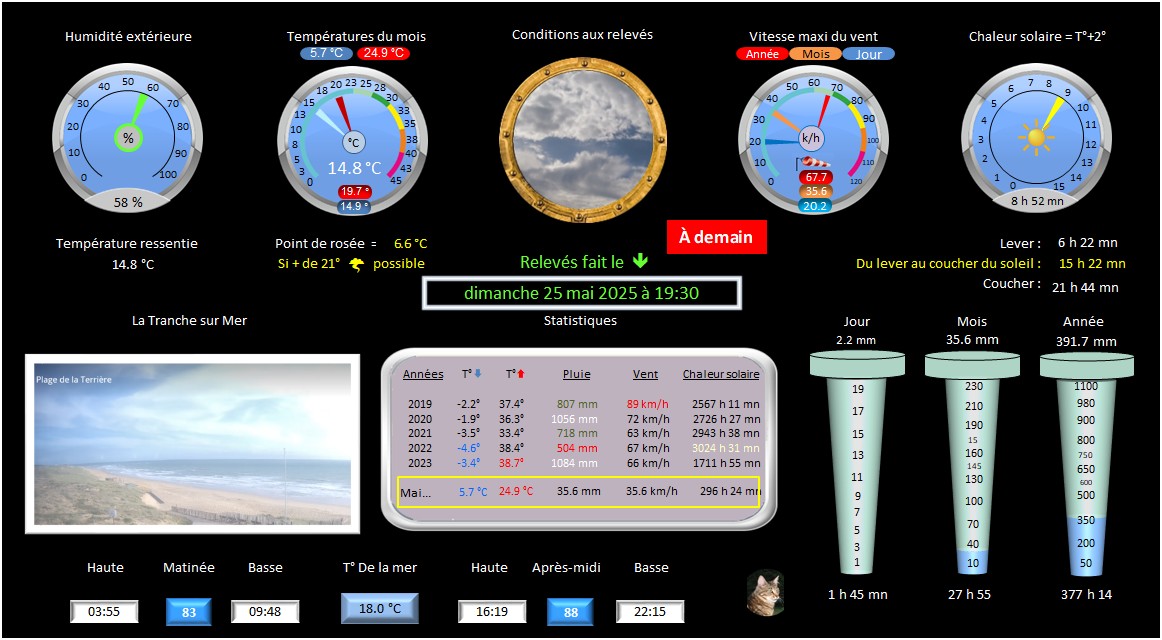 Humidité extérieure
Températures du mois
Conditions aux relevés
Vitesse maxi du vent
Chaleur solaire = T°+2°
5.7 °C 24.9 °C
Année Mois Jour
0 10 20 30 40 50 60 70 80 90 100
%
58 %
0 3 5 8 10 13 15 18 20 23 25 28 30 33 35 38 40 43 45
°C
14.8 °C
19.7 °
14.9 °
0 10 20 30 40 50 60 70 80 90 100 110 120
k/h
67.7
35.6
20.2
0 1 2 3 4 5 6 7 8 9 10 11 12 13 14 15
8 h 52 mn
Température ressentie
14.8 °C
Point de rosée = 6.6 °C
Si + de 21° possible
À demain
Relevés fait le
dimanche 25 mai 2025 à 19:30
Lever : 6 h 22 mn
Du lever au coucher du soleil : 15 h 22 mn
Coucher : 21 h 44 mn
La Tranche sur Mer
Plage de la Terrière
Statistiques
Années T° T° Pluie Vent Chaleur solaire
2019 -2.2° 37.4° 807 mm 89 km/h 2567 h 11 mn
2020 -1.9° 36.3° 1056 mm 72 km/h 2726 h 27 mn
2021 -3.5° 33.4° 718 mm 63 km/h 2943 h 38 mn
2022 -4.6° 38.4° 504 mm 67 km/h 3024 h 31 mn
2023 -3.4° 38.7° 1084 mm 66 km/h 1711 h 55 mn
Mai... 5.7 °C 24.9 °C 35.6 mm 35.6 km/h 296 h 24 mn
Jour
2.2 mm
19
17
15
13
11
9
7
5
3
1
1 h 45 mn
Mois
35.6 mm
230
210
190
15
160
145
130
100
70
40
10
27 h 55
Année
391.7 mm
1100
980
900
800
750
650
600
500
350
200
50
377 h 14
Haute Matinée Basse
03:55 83 09:48
T° De la mer
18.0 °C
Haute Après-midi Basse
16:19 88 22:15